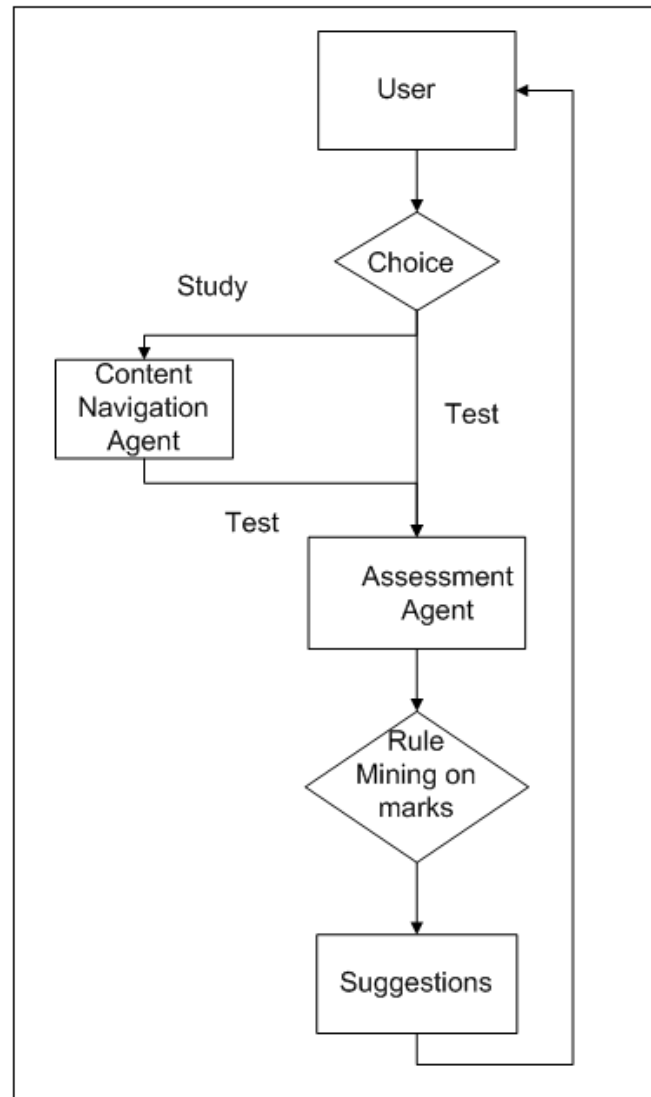 User
Choice
Study
Content
Navigation
Agent
Test
Test
Assessment
Agent
Rule
Mining on
marks
Suggestions